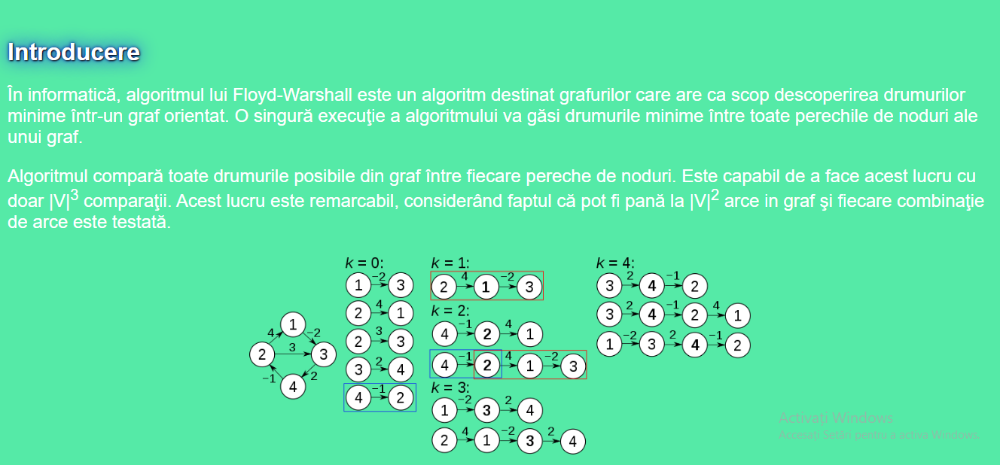 Introducere
În informatică, algoritmul lui Floyd-Warshall este un algoritm destinat grafurilor care are ca scop descoperirea drumurilor
minime într-un graf orientat. O singură execuţie a algoritmului va găsi drumurile minime între toate perechile de noduri ale
unui graf.
Algoritmul compară toate drumurile posibile din graf între fiecare pereche de noduri. Este capabil de a face acest lucru cu
doar |V|³ comparaţii. Acest lucru este remarcabil, considerând faptul că pot fi pană la |V|² arce in graf şi fiecare combinaţie
de arce este testată.
1
4 -2
2 3 3
-1 2
4
k = 0:
1 -2 3
2 4 1
2 3 3
3 2 4
4 -1 2
k = 1:
2 4 1 -2 3
k = 2:
4 -1 2 4 1
4 -1 2 4 1 -2 3
k = 3:
1 -2 3 2 4
2 4 1 -2 3 2 4
k = 4:
3 2 4 -1 2
3 2 4 -1 2 4 1
1 -2 3 2 4 -1 2
Activați Windows
Accesați Setări pentru a activa Windows.